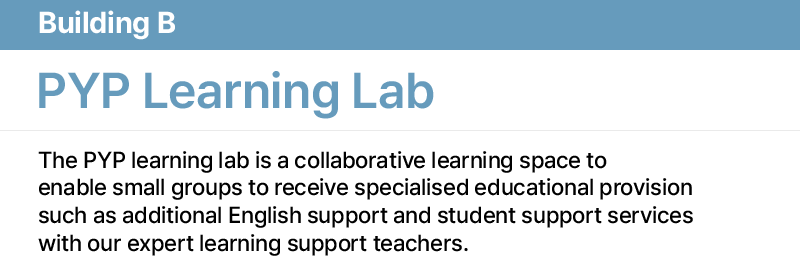 Building B
PYP Learning Lab
The PYP learning lab is a collaborative learning space to
enable small groups to receive specialised educational provision
such as additional English support and student support services
with our expert learning support teachers.